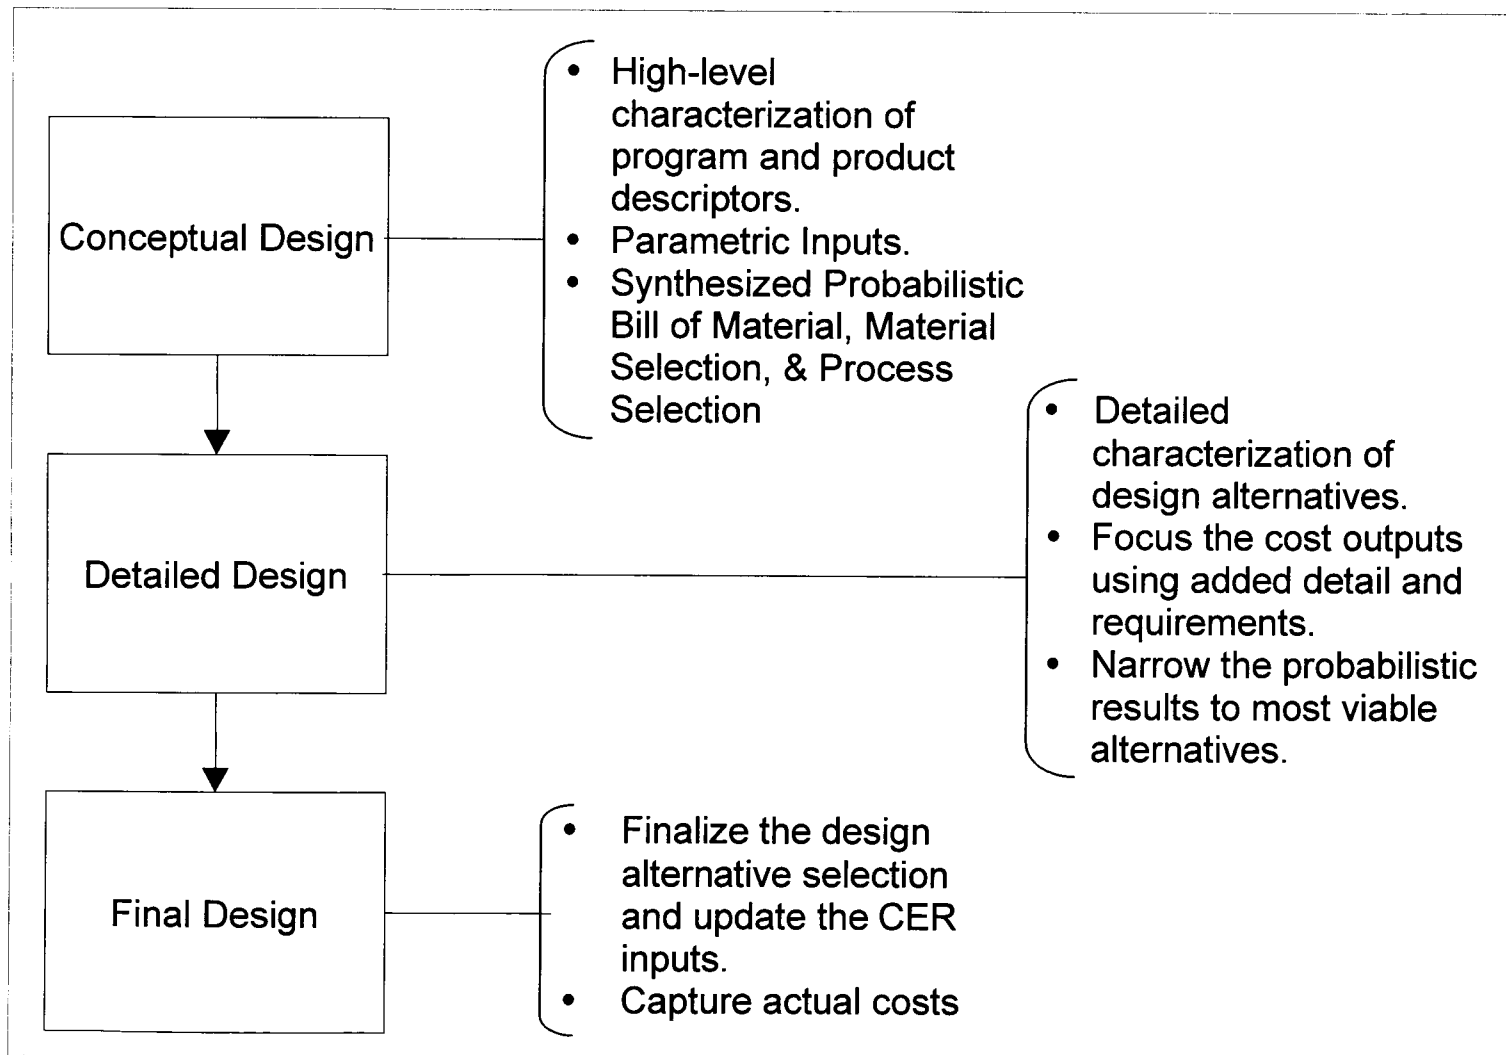 Conceptual Design
• High-level
characterization of
program and product
descriptors.
• Parametric Inputs.
• Synthesized Probabilistic
Bill of Material, Material
Selection, & Process
Selection
Detailed Design
• Detailed
characterization of
design alternatives.
• Focus the cost outputs
using added detail and
requirements.
• Narrow the probabilistic
results to most viable
alternatives.
Final Design
• Finalize the design
alternative selection
and update the CER
inputs.
• Capture actual costs